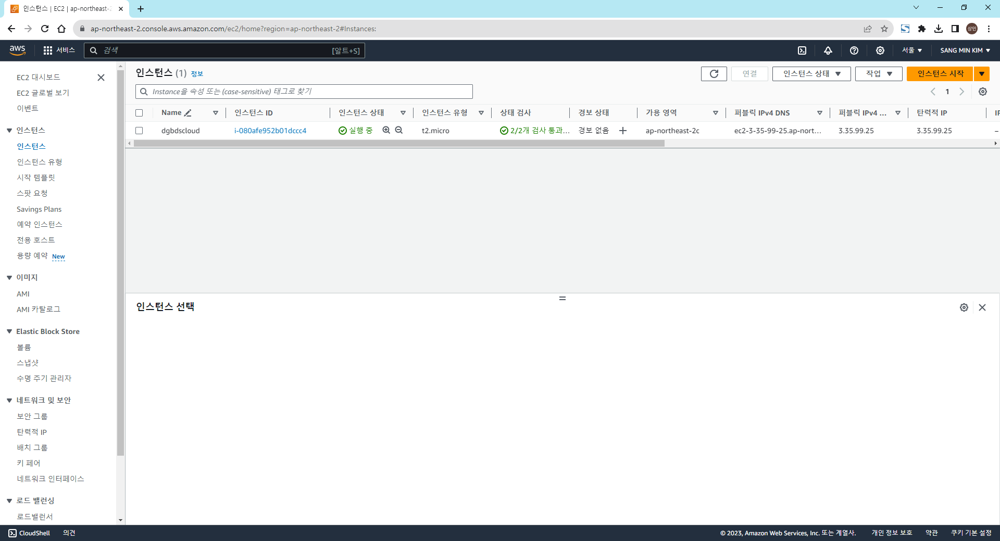 인스턴스 | EC2 | ap-northeast-2
ap-northeast-2.console.aws.amazon.com/ec2/home?region=ap-northeast-2#Instances:
상민
aws
서비스
검색
[알트+S]
서울
SANG MIN KIM
EC2 대시보드
EC2 글로벌 보기
이벤트
인스턴스
인스턴스
인스턴스 유형
시작 템플릿
스팟 요청
Savings Plans
예약 인스턴스
전용 호스트
용량 예약 New
이미지
AMI
AMI 카탈로그
Elastic Block Store
볼륨
스냅샷
수명 주기 관리자
네트워크 및 보안
보안 그룹
탄력적 IP
배치 그룹
키 페어
네트워크 인터페이스
로드 밸런싱
로드밸런서
인스턴스 (1) 정보
연결
인스턴스 상태
작업
인스턴스 시작
Instance을 속성 또는 (case-sensitive) 태그로 찾기
1
Name 인스턴스 ID 인스턴스 상태 인스턴스 유형 상태 검사 경보 상태 가용 영역 퍼블릭 IPv4 DNS 퍼블릭 IPv4 ... 탄력적 IP IP
dgbdscloud i-080afe952b01dccc4 실행 중 t2.micro 2/2개 검사 통과... 경보 없음 + ap-northeast-2c ec2-3-35-99-25.ap-nort... 3.35.99.25 3.35.99.25 –
인스턴스 선택
CloudShell 의견
© 2023, Amazon Web Services, Inc. 또는 계열사. 개인 정보 보호 약관 쿠키 기본 설정